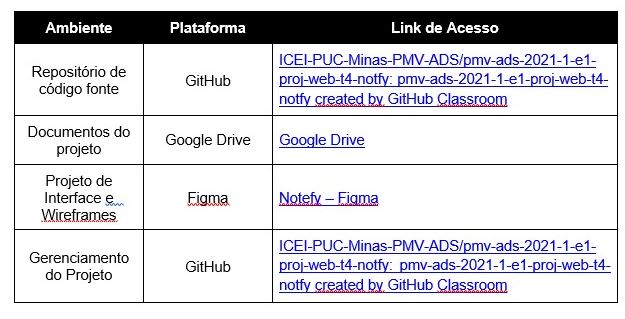 Ambiente Plataforma Link de Acesso
Repositório de código fonte
GitHub
ICEI-PUC-Minas-PMV-ADS/pmv-ads-2021-1-e1-
proj-web-t4-notfy: pmv-ads-2021-1-e1-proj-web-t4-
notfy created by GitHub Classroom
Documentos do
projeto
Google Drive
Google Drive
Projeto de
Interface e
Wireframes
Figma
Notefy – Figma
Gerenciamento
do Projeto
GitHub
ICEI-PUC-Minas-PMV-ADS/pmv-ads-2021-1-e1-
proj-web-t4-notfy: pmv-ads-2021-1-e1-proj-web-t4-
notfy created by GitHub Classroom